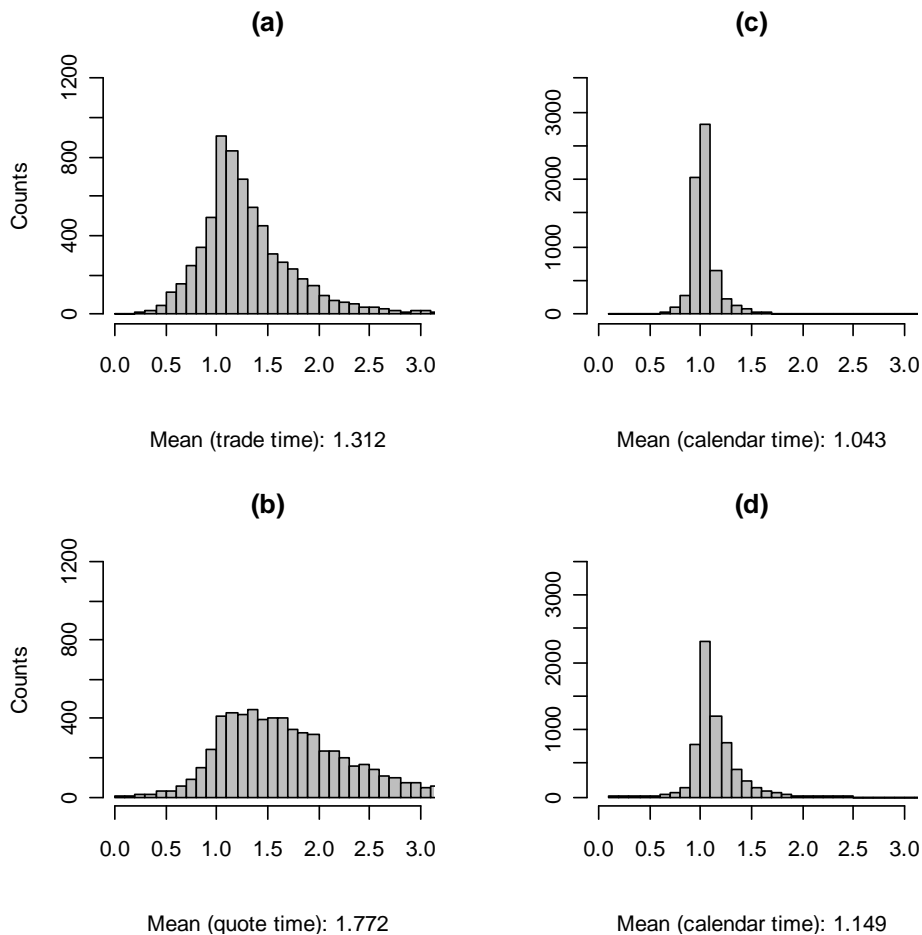 (a)
Counts
0 400 800 1200
0.0 0.5 1.0 1.5 2.0 2.5 3.0
Mean (trade time): 1.312
(c)
0 1000 2000 3000
0.0 0.5 1.0 1.5 2.0 2.5 3.0
Mean (calendar time): 1.043
(b)
Counts
0 400 800 1200
0.0 0.5 1.0 1.5 2.0 2.5 3.0
Mean (quote time): 1.772
(d)
0 1000 2000 3000
0.0 0.5 1.0 1.5 2.0 2.5 3.0
Mean (calendar time): 1.149